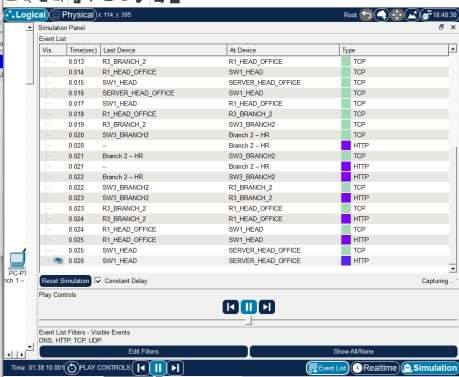 Logical Physical x: 114, y: 395 Root 18:48:30
Simulation Panel
Event List
Vis. Time(sec) Last Device At Device Type
0.013 R3_BRANCH_2 R1_HEAD_OFFICE TCP
0.014 R1_HEAD_OFFICE SW1_HEAD TCP
0.015 SW1_HEAD SERVER_HEAD_OFFICE TCP
0.016 SERVER_HEAD_OFFICE SW1_HEAD TCP
0.017 SW1_HEAD R1_HEAD_OFFICE TCP
0.018 R1_HEAD_OFFICE R3_BRANCH_2 TCP
0.019 R3_BRANCH_2 SW3_BRANCH2 TCP
0.020 SW3_BRANCH2 Branch 2 – HR TCP
0.020 -- Branch 2 – HR HTTP
0.021 Branch 2 – HR SW3_BRANCH2 TCP
0.021 -- Branch 2 – HR HTTP
0.022 Branch 2 – HR SW3_BRANCH2 HTTP
0.022 SW3_BRANCH2 R3_BRANCH_2 TCP
0.023 SW3_BRANCH2 R3_BRANCH_2 HTTP
0.023 R3_BRANCH_2 R1_HEAD_OFFICE TCP
0.024 R3_BRANCH_2 R1_HEAD_OFFICE HTTP
0.024 R1_HEAD_OFFICE SW1_HEAD TCP
0.025 R1_HEAD_OFFICE SW1_HEAD HTTP
0.025 SW1_HEAD SERVER_HEAD_OFFICE TCP
0.026 SW1_HEAD SERVER_HEAD_OFFICE HTTP
PC-PT
nch 1 –
Reset Simulation Constant Delay Capturing...
Play Controls
Event List Filters - Visible Events
DNS, HTTP, TCP, UDP
Edit Filters Show All/None
Time: 01:38:10.001 PLAY CONTROLS: Event List Realtime Simulation